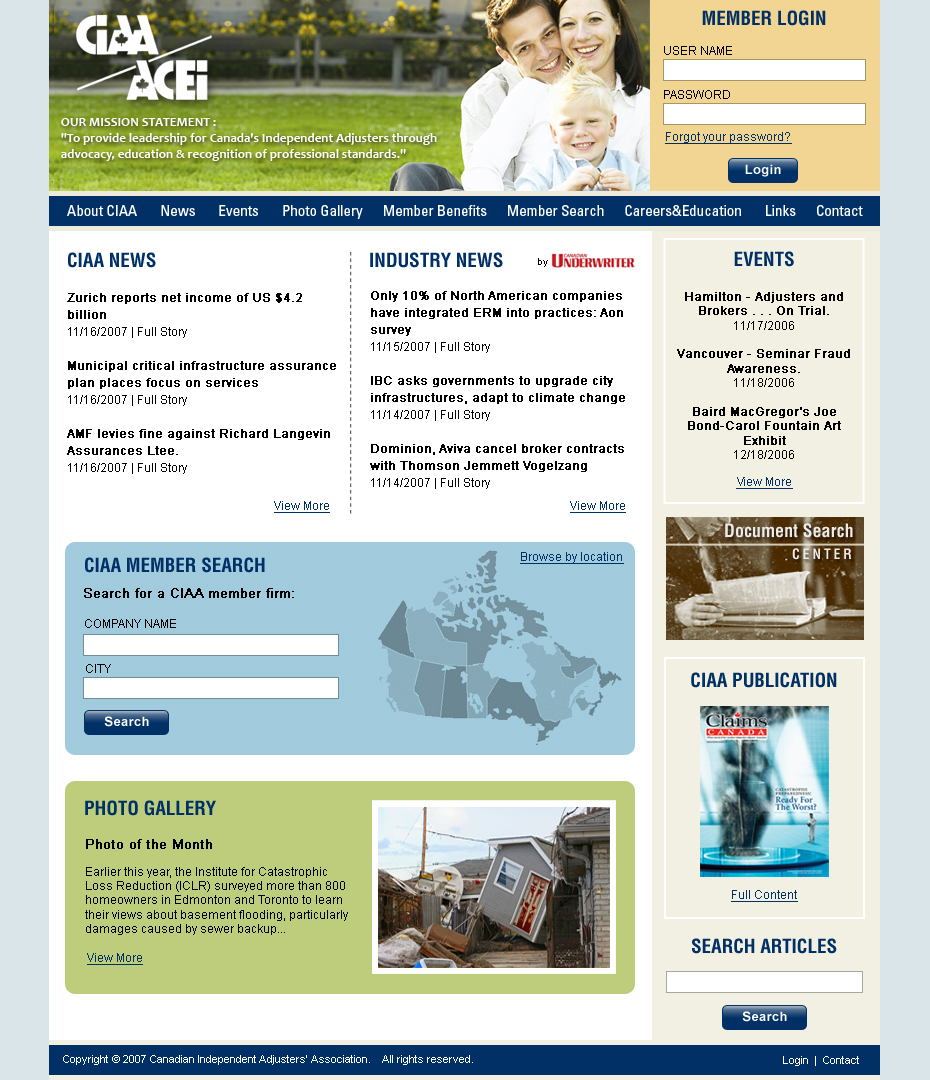 CiAA
ACEi
OUR MISSION STATEMENT :
"To provide leadership for Canada's Independent Adjusters through
advocacy, education & recognition of professional standards."
MEMBER LOGIN
USER NAME
PASSWORD
Forgot your password?
Login
About CIAA News Events Photo Gallery Member Benefits Member Search Careers&Education Links Contact
CIAA NEWS
Zurich reports net income of US $4.2
billion
11/16/2007 | Full Story
Municipal critical infrastructure assurance
plan places focus on services
11/16/2007 | Full Story
AMF levies fine against Richard Langevin
Assurances Ltee.
11/16/2007 | Full Story
View More
INDUSTRY NEWS
by CANADIAN UNDERWRITER
Only 10% of North American companies
have integrated ERM into practices: Aon
survey
11/15/2007 | Full Story
IBC asks governments to upgrade city
infrastructures, adapt to climate change
11/14/2007 | Full Story
Dominion, Aviva cancel broker contracts
with Thomson Jemmett Vogelzang
11/14/2007 | Full Story
View More
EVENTS
Hamilton - Adjusters and
Brokers . . . On Trial.
11/17/2006
Vancouver - Seminar Fraud
Awareness.
11/18/2006
Baird MacGregor's Joe
Bond-Carol Fountain Art
Exhibit
12/18/2006
View More
Document Search
CENTER
CIAA MEMBER SEARCH
Browse by location
Search for a CIAA member firm:
COMPANY NAME
CITY
Search
CIAA PUBLICATION
Claims
CANADA
CATASTROPHE
PREPAREDNESS:
Ready For
The Worst?
Full Content
PHOTO GALLERY
Photo of the Month
Earlier this year, the Institute for Catastrophic
Loss Reduction (ICLR) surveyed more than 800
homeowners in Edmonton and Toronto to learn
their views about basement flooding, particularly
damages caused by sewer backup...
View More
SEARCH ARTICLES
Search
Copyright © 2007 Canadian Independent Adjusters' Association. All rights reserved.
Login | Contact